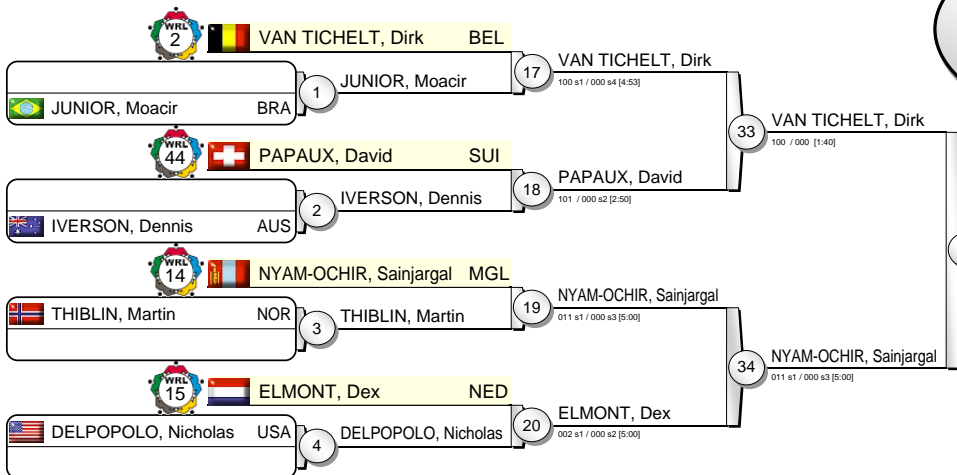 WRL 2 VAN TICHELT, Dirk BEL
JUNIOR, Moacir BRA
1 JUNIOR, Moacir
17 VAN TICHELT, Dirk
100 s1 / 000 s4 [4:53]
WRL 44 PAPAUX, David SUI
IVERSON, Dennis AUS
2 IVERSON, Dennis
18 PAPAUX, David
101 / 000 s2 [2:50]
33 VAN TICHELT, Dirk
100 / 000 [1:40]
WRL 14 NYAM-OCHIR, Sainjargal MGL
THIBLIN, Martin NOR
3 THIBLIN, Martin
19 NYAM-OCHIR, Sainjargal
011 s1 / 000 s3 [5:00]
WRL 15 ELMONT, Dex NED
DELPOPOLO, Nicholas USA
4 DELPOPOLO, Nicholas
20 ELMONT, Dex
002 s1 / 000 s2 [5:00]
34 NYAM-OCHIR, Sainjargal
011 s1 / 000 s3 [5:00]